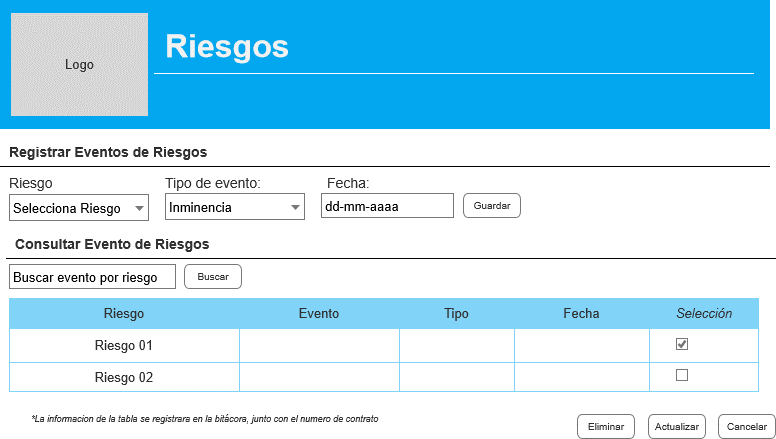 Logo
Riesgos
Registrar Eventos de Riesgos
Riesgo Tipo de evento: Fecha:
Selecciona Riesgo Inminencia dd-mm-aaaa Guardar
Consultar Evento de Riesgos
Buscar evento por riesgo Buscar
Riesgo Evento Tipo Fecha Selección
Riesgo 01
Riesgo 02
*La informacion de la tabla se registrara en la bitácora, junto con el numero de contrato
Eliminar Actualizar Cancelar